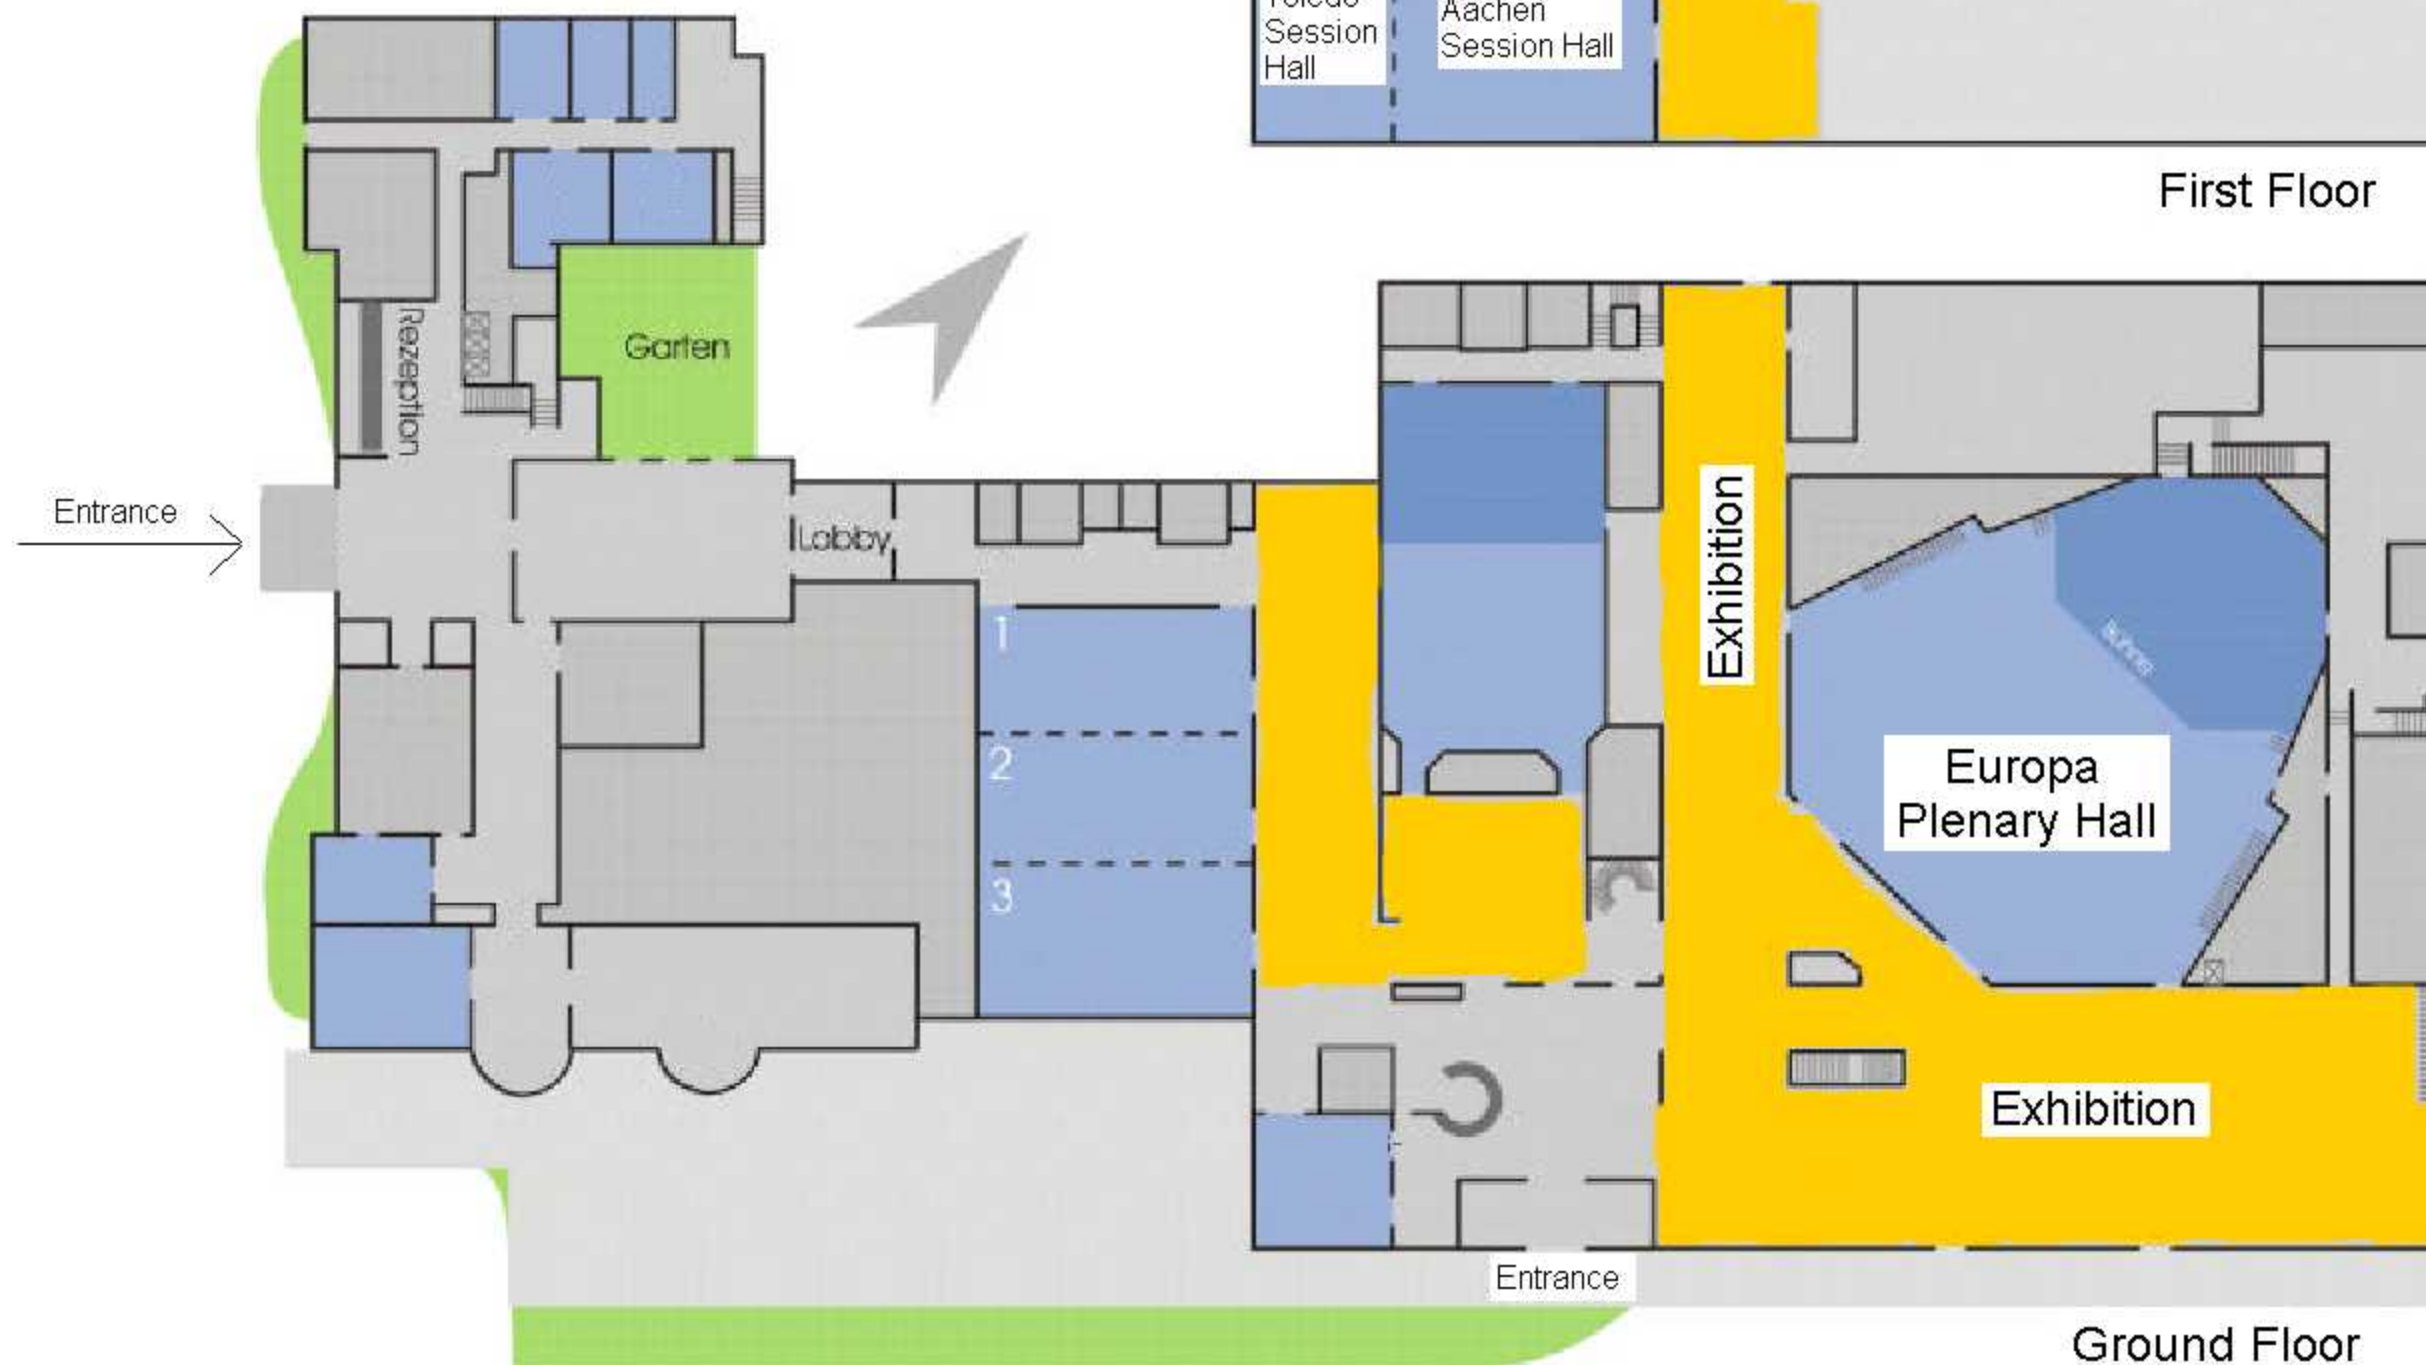 Session
Hall
Aachen
Session Hall
First Floor
Garten
Rezeption
Entrance
Lobby
Exhibition
1
2
3
Bühne
Europa
Plenary Hall
Exhibition
Entrance
Ground Floor